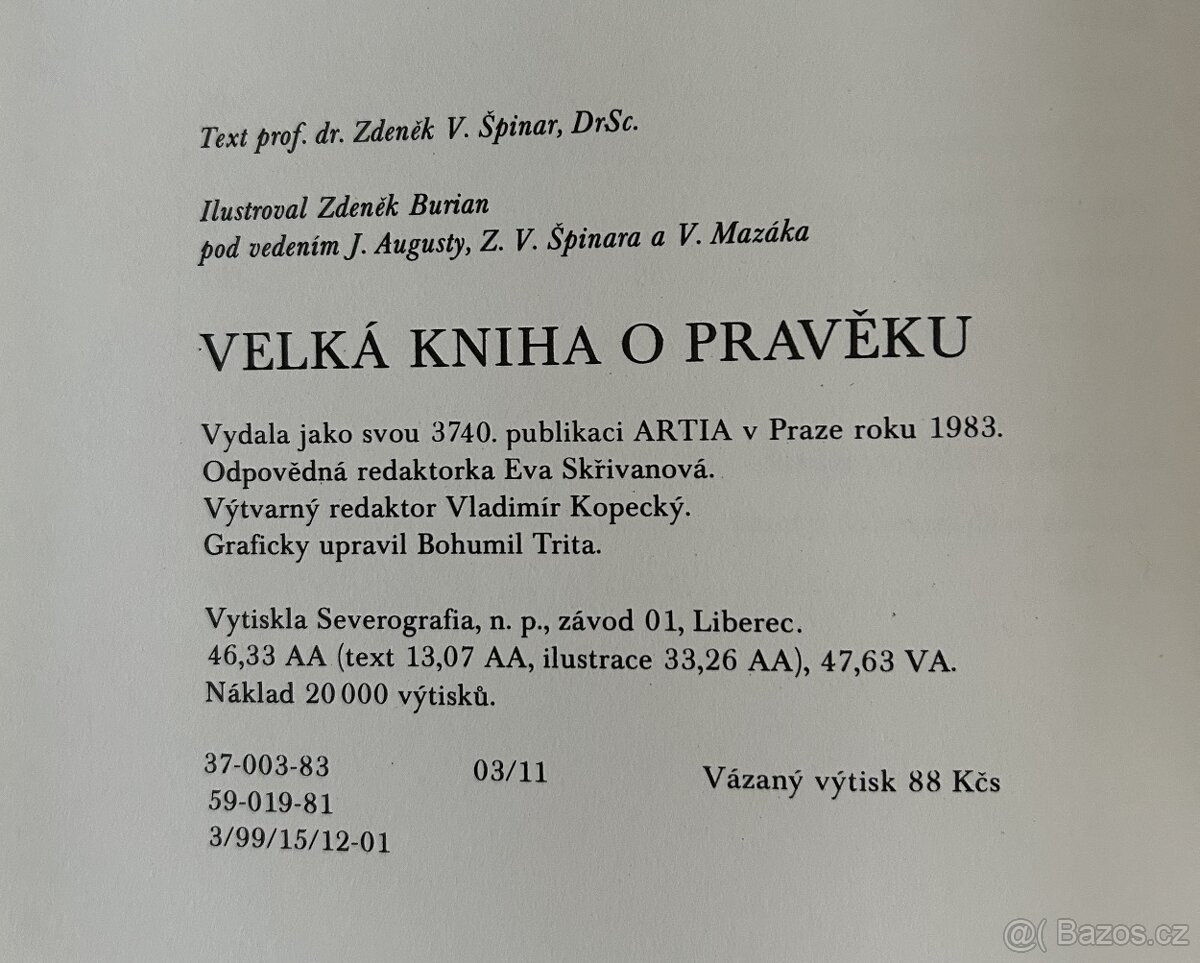 Text prof. dr. Zdeněk V. Špinar, DrSc.
Ilustroval Zdeněk Burian
pod vedením J. Augusty, Z. V. Špinara a V. Mazáka
VELKÁ KNIHA O PRAVĚKU
Vydala jako svou 3740. publikaci ARTIA v Praze roku 1983.
Odpovědná redaktorka Eva Skřivanová.
Výtvarný redaktor Vladimír Kopecký.
Graficky upravil Bohumil Trita.
Vytiskla Severografia, n. p., závod 01, Liberec.
46,33 AA (text 13,07 AA, ilustrace 33,26 AA), 47,63 VA.
Náklad 20 000 výtisků.
37-003-83 03/11 Vázaný výtisk 88 Kčs
59-019-81
3/99/15/12-01
@( Bazos.cz